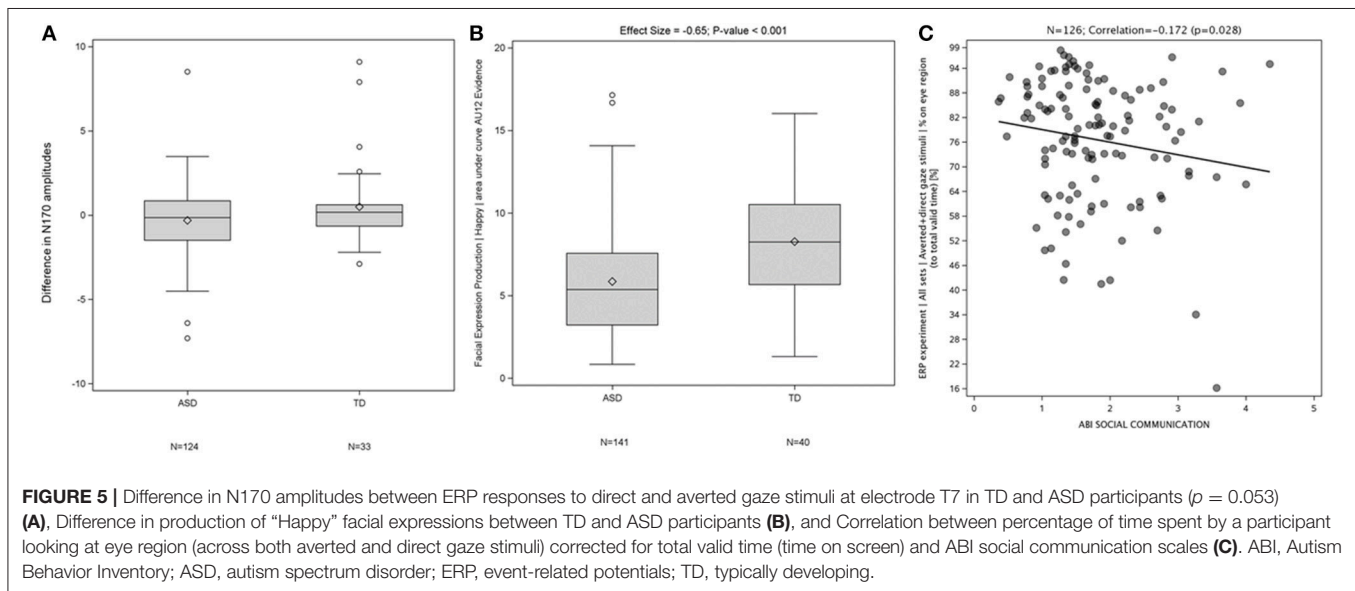 A
Difference in N170 amplitudes
10
5
0
-5
-10
ASD
TD
N=124
N=33
B
Effect Size = -0.65; P-value < 0.001
Facial Expression Production | Happy | area under curve AU12 Evidence
20
15
10
5
0
ASD
TD
N=141
N=40
C
N=126; Correlation=-0.172 (p=0.028)
ERP experiment | All sets | Averted+direct gaze stimuli | % on eye region
(to total valid time) [%]
99
94
88
82
76
70
64
58
52
46
40
34
28
22
16
0
1
2
3
4
5
ABI SOCIAL COMMUNICATION
FIGURE 5 | Difference in N170 amplitudes between ERP responses to direct and averted gaze stimuli at electrode T7 in TD and ASD participants (p = 0.053)
(A), Difference in production of “Happy” facial expressions between TD and ASD participants (B), and Correlation between percentage of time spent by a participant
looking at eye region (across both averted and direct gaze stimuli) corrected for total valid time (time on screen) and ABI social communication scales (C). ABI, Autism
Behavior Inventory; ASD, autism spectrum disorder; ERP, event-related potentials; TD, typically developing.